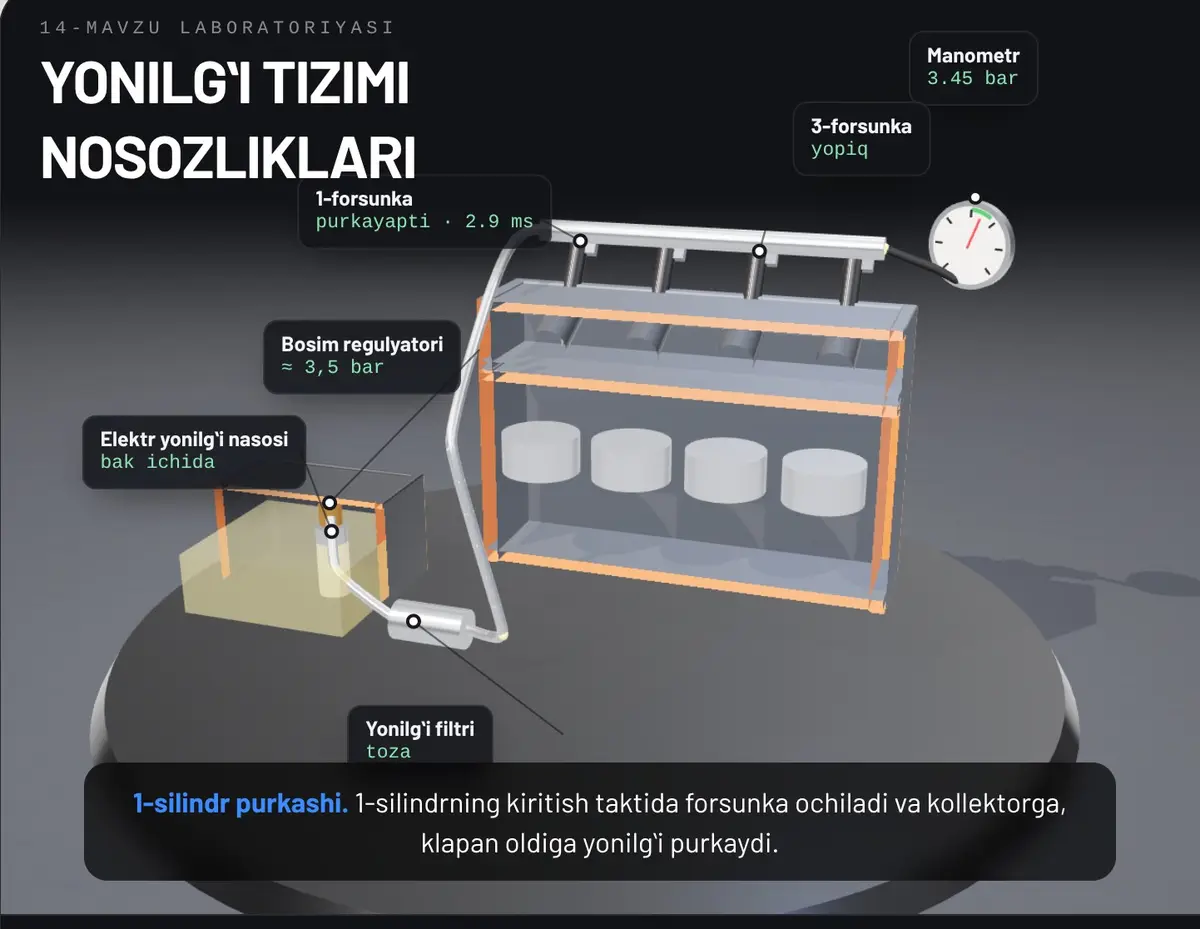 14-MAVZU LABORATORIYASI
YONILG‘I TIZIMI
NOSOZLIKLARI
Manometr
3.45 bar
3-forsunka
yopiq
1-forsunka
purkayapti · 2.9 ms
Bosim regulyatori
≈ 3,5 bar
Elektr yonilg‘i nasosi
bak ichida
Yonilg‘i filtri
toza
1-silindr purkashi. 1-silindrning kiritish taktida forsunka ochiladi va kollektorga,
klapan oldiga yonilg‘i purkaydi.